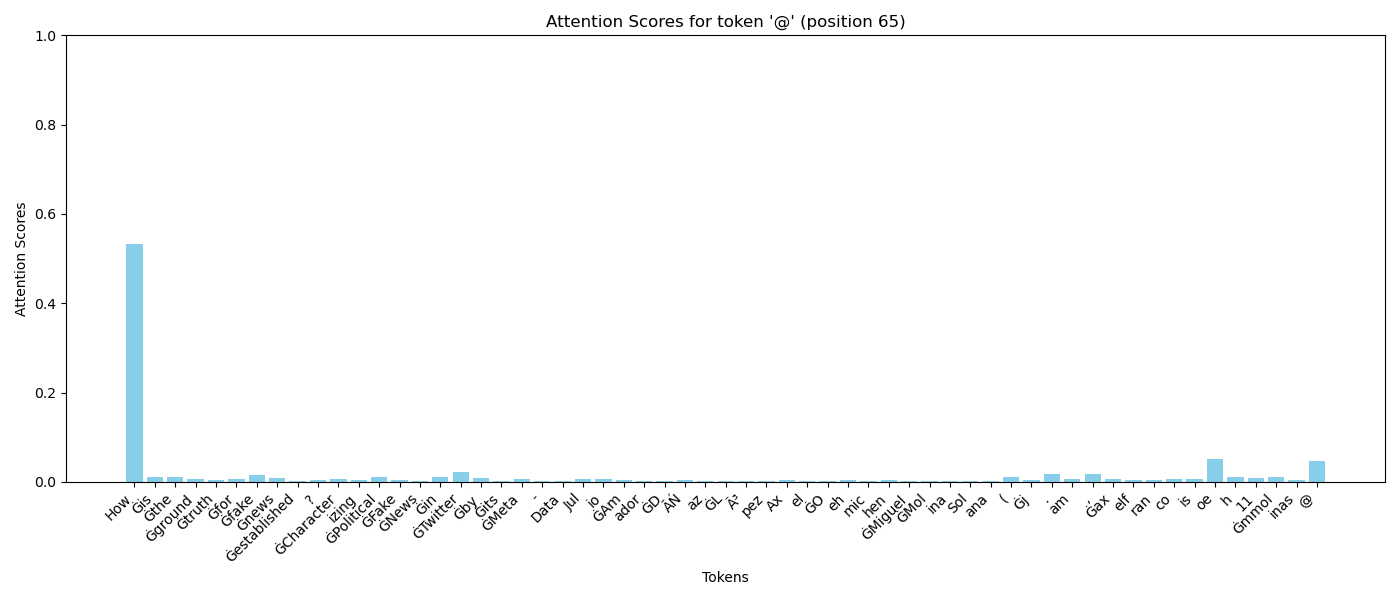 Attention Scores for token '@' (position 65)
Attention Scores
1.0
0.8
0.6
0.4
0.2
0.0
How Ġis Ġthe Ġground Ġtruth Ġfor Ġfake Ġnews Ġestablished ? ĠCharacter izing ĠPolitical ĠFake ĠNews Ġin ĠTwitter Ġby Ġits ĠMeta - Data Jul io ĠAm ador ĠD ÃŃ az ĠL Ã³ pez Ax el ĠO eh mic hen ĠMiguel ĠMol ina Sol ana ( Ġj . am Ġax elf ran co is oe h 11 Ġmmol inas @
Tokens